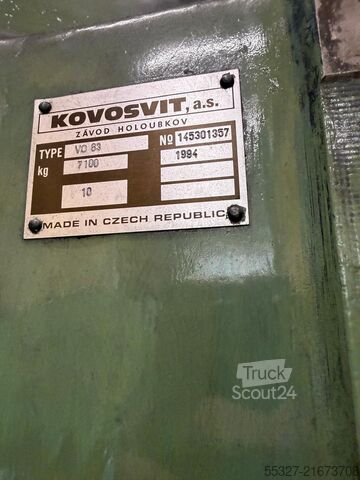 KOVOSVIT, a.s.
ZÁVOD HOLOUBKOV
TYPE VO 63 № 145301357
kg 7100 1994
10
MADE IN CZECH REPUBLIC
Truck
Scout24
55327-21673708